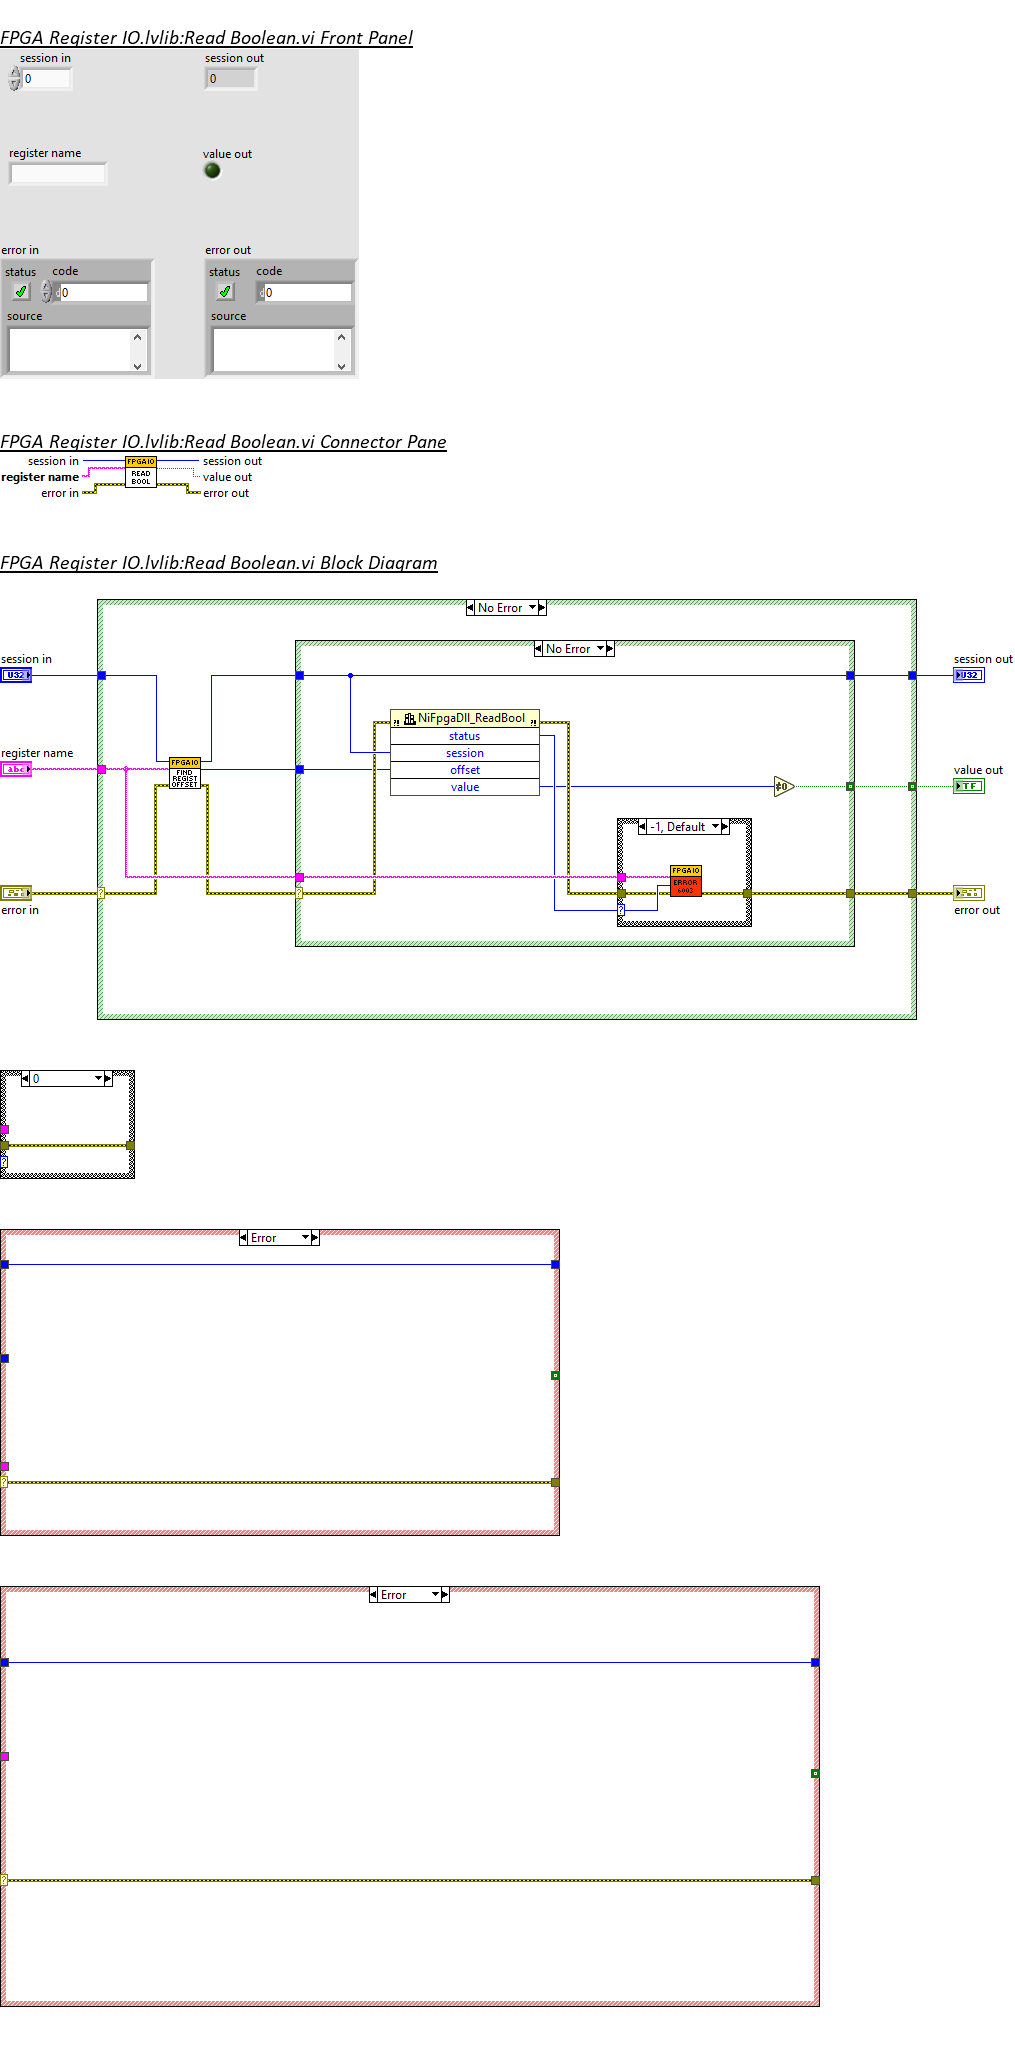 FPGA Register IO.lvlib:Read Boolean.vi Front Panel
session in
session out
0
0
register name
value out
error in
error out
status
code
status
code
d 0
d 0
source
source
FPGA Register IO.lvlib:Read Boolean.vi Connector Pane
session in
FPGAIO
session out
register name
READ
BOOL
value out
error in
error out
FPGA Register IO.lvlib:Read Boolean.vi Block Diagram
No Error
No Error
session in
session out
U32
U32
NiFpgaDll_ReadBool
status
session
offset
value
register name
abc
FPGAIO
FIND
REGIST
OFFSET
≠0
value out
TF
-1, Default
FPGAIO
ERROR
6003
?
?
?
error in
error out
0
?
Error
?
Error
?